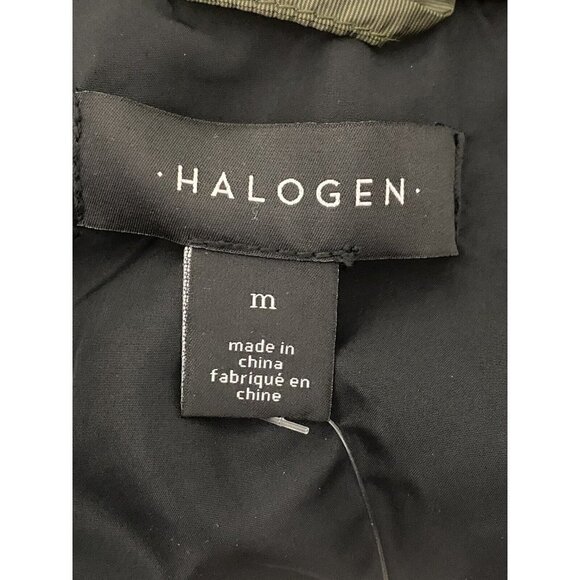 · HALOGEN ·
m
made in
china
fabriqué en
chine